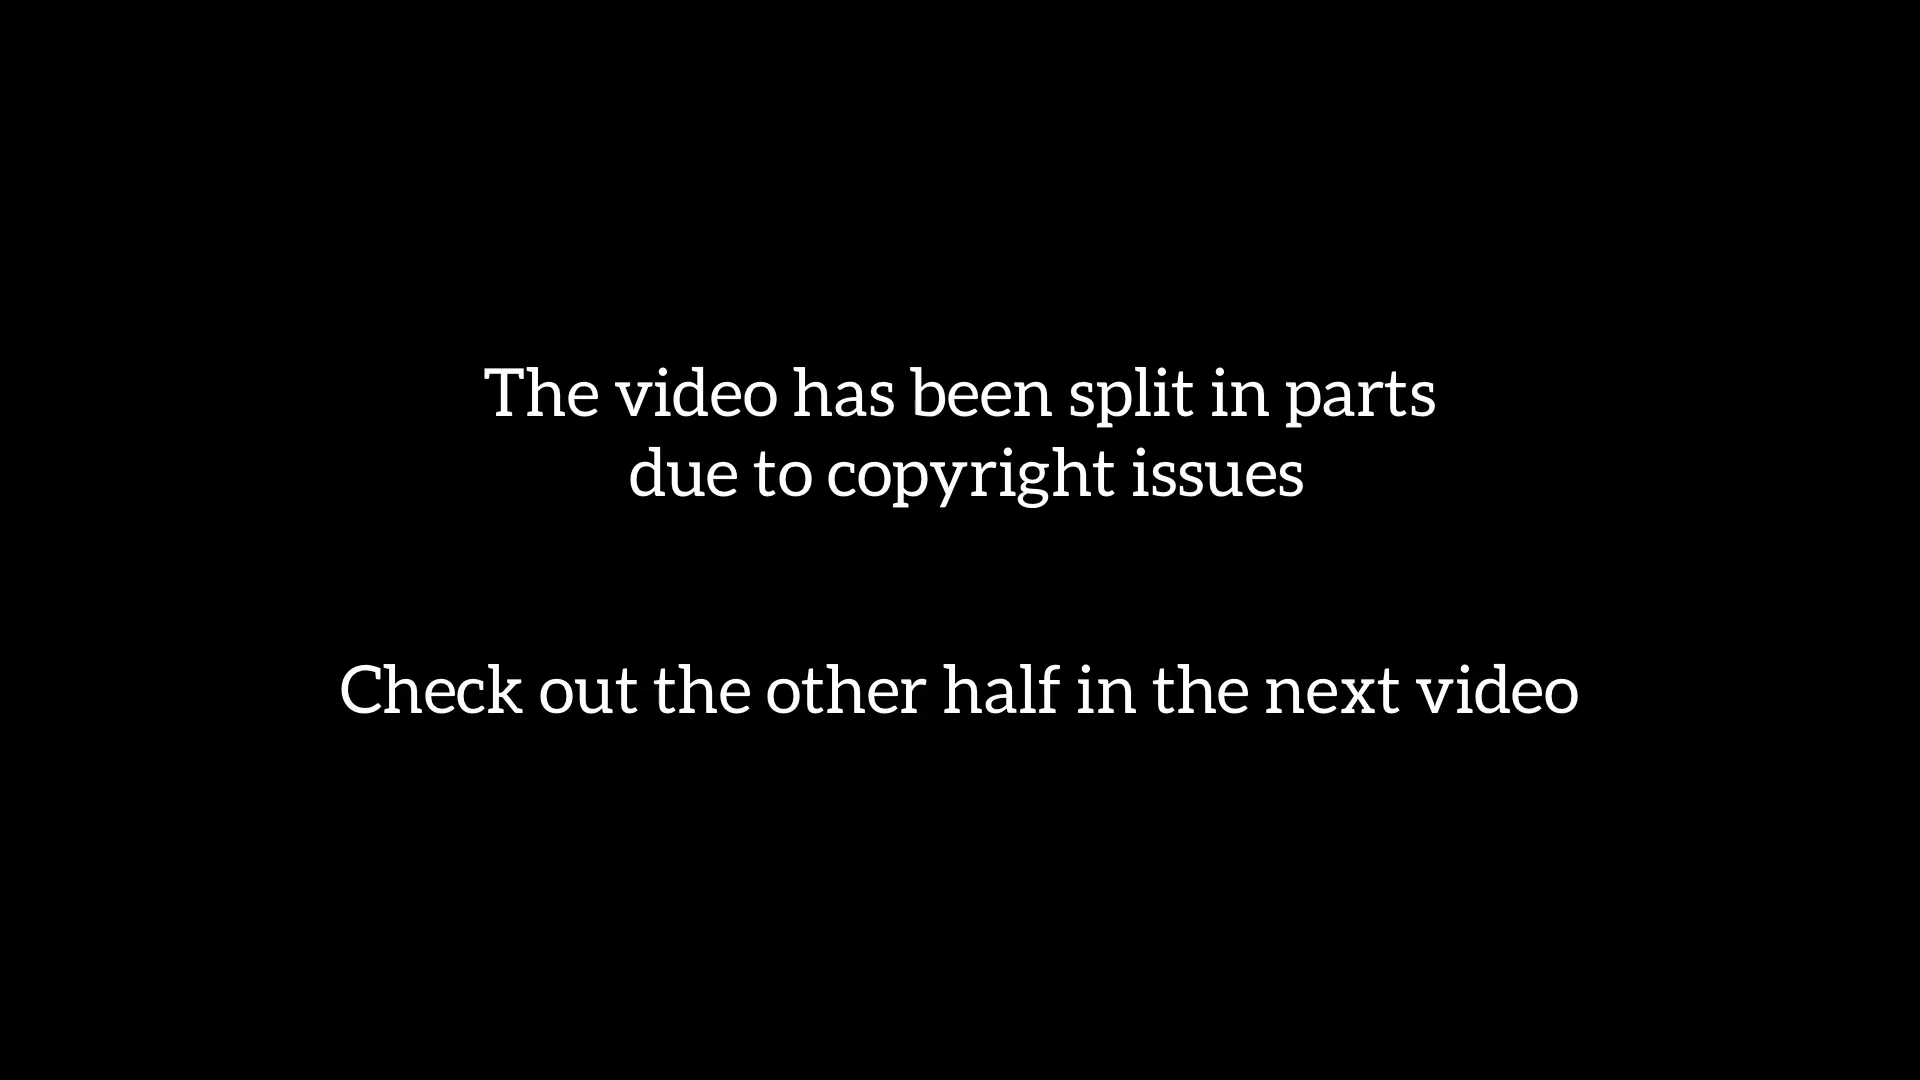 The video has been split in parts
due to copyright issues
Check out the other half in the next video